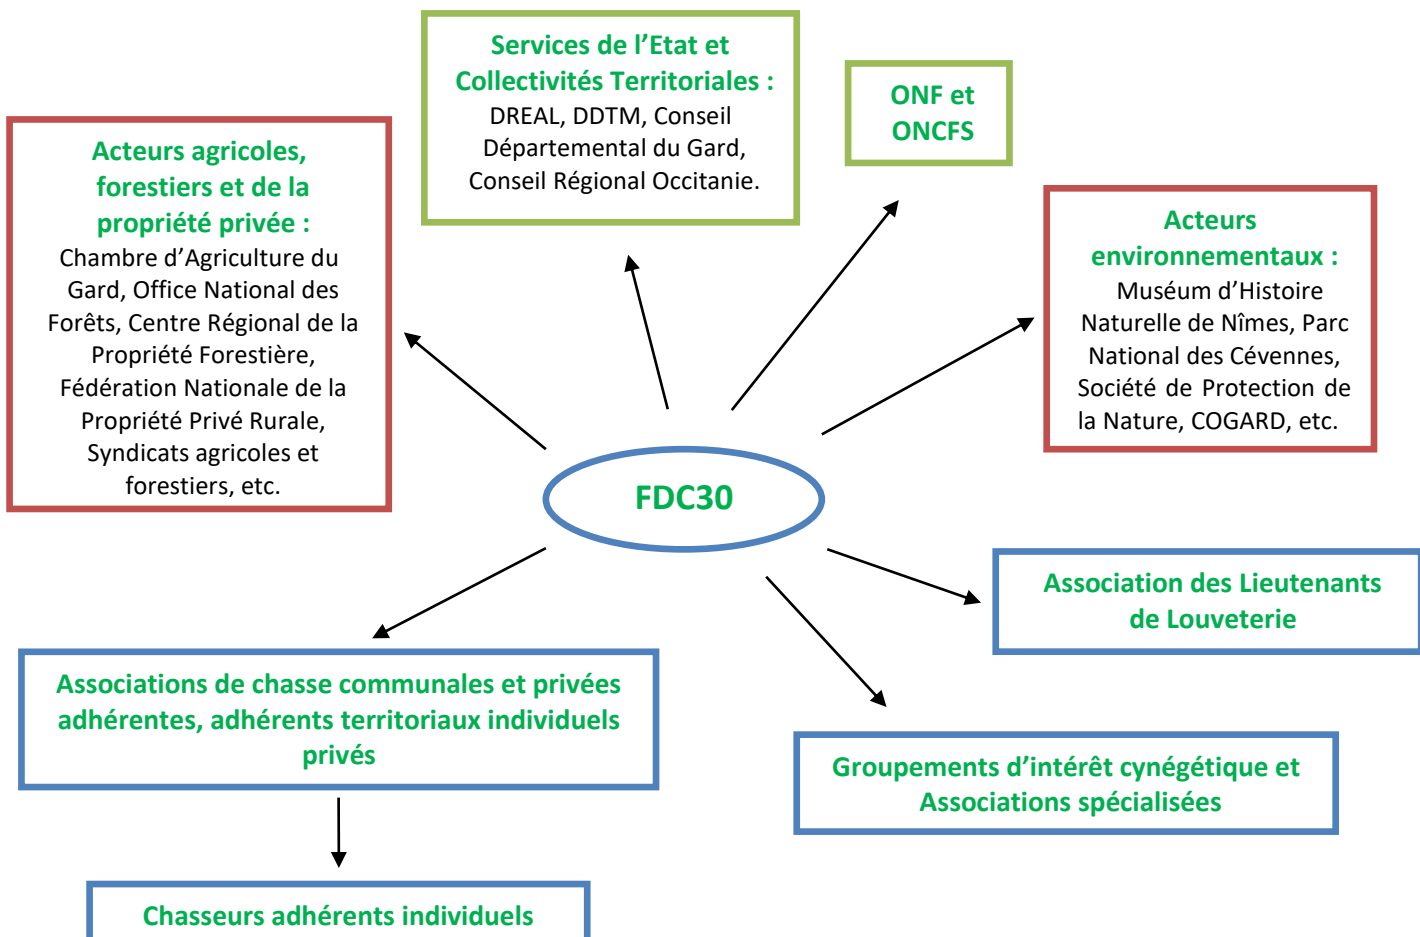 Services de l’Etat et
Collectivités Territoriales :
DREAL, DDTM, Conseil
Départemental du Gard,
Conseil Régional Occitanie.
ONF et
ONCFS
Acteurs agricoles,
forestiers et de la
propriété privée :
Chambre d’Agriculture du
Gard, Office National des
Forêts, Centre Régional de la
Propriété Forestière,
Fédération Nationale de la
Propriété Privé Rurale,
Syndicats agricoles et
forestiers, etc.
Acteurs
environnementaux :
Muséum d’Histoire
Naturelle de Nîmes, Parc
National des Cévennes,
Société de Protection de
la Nature, COGARD, etc.
FDC30
Association des Lieutenants
de Louveterie
Associations de chasse communales et privées
adhérentes, adhérents territoriaux individuels
privés
Groupements d’intérêt cynégétique et
Associations spécialisées
Chasseurs adhérents individuels